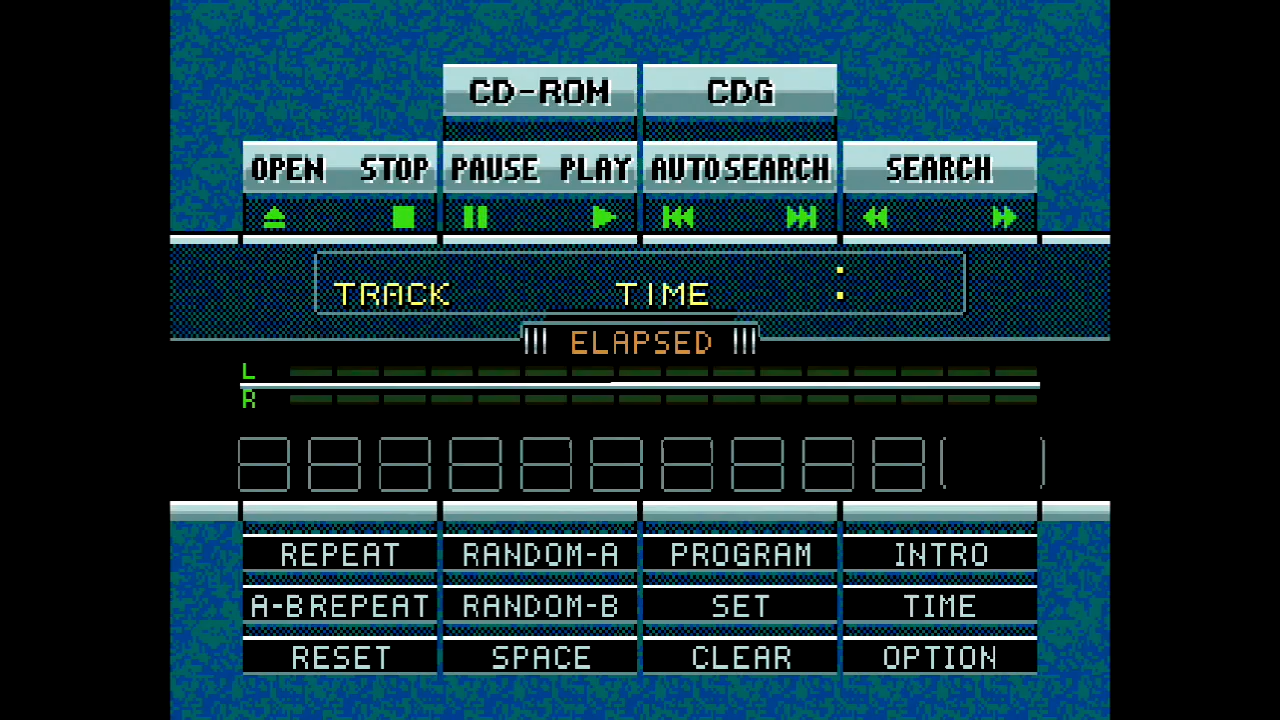 CD-ROM CDG
OPEN STOP PAUSE PLAY AUTOSEARCH SEARCH
TRACK TIME :
ELAPSED
L
R
REPEAT RANDOM-A PROGRAM INTRO
A-BREPEAT RANDOM-B SET TIME
RESET SPACE CLEAR OPTION